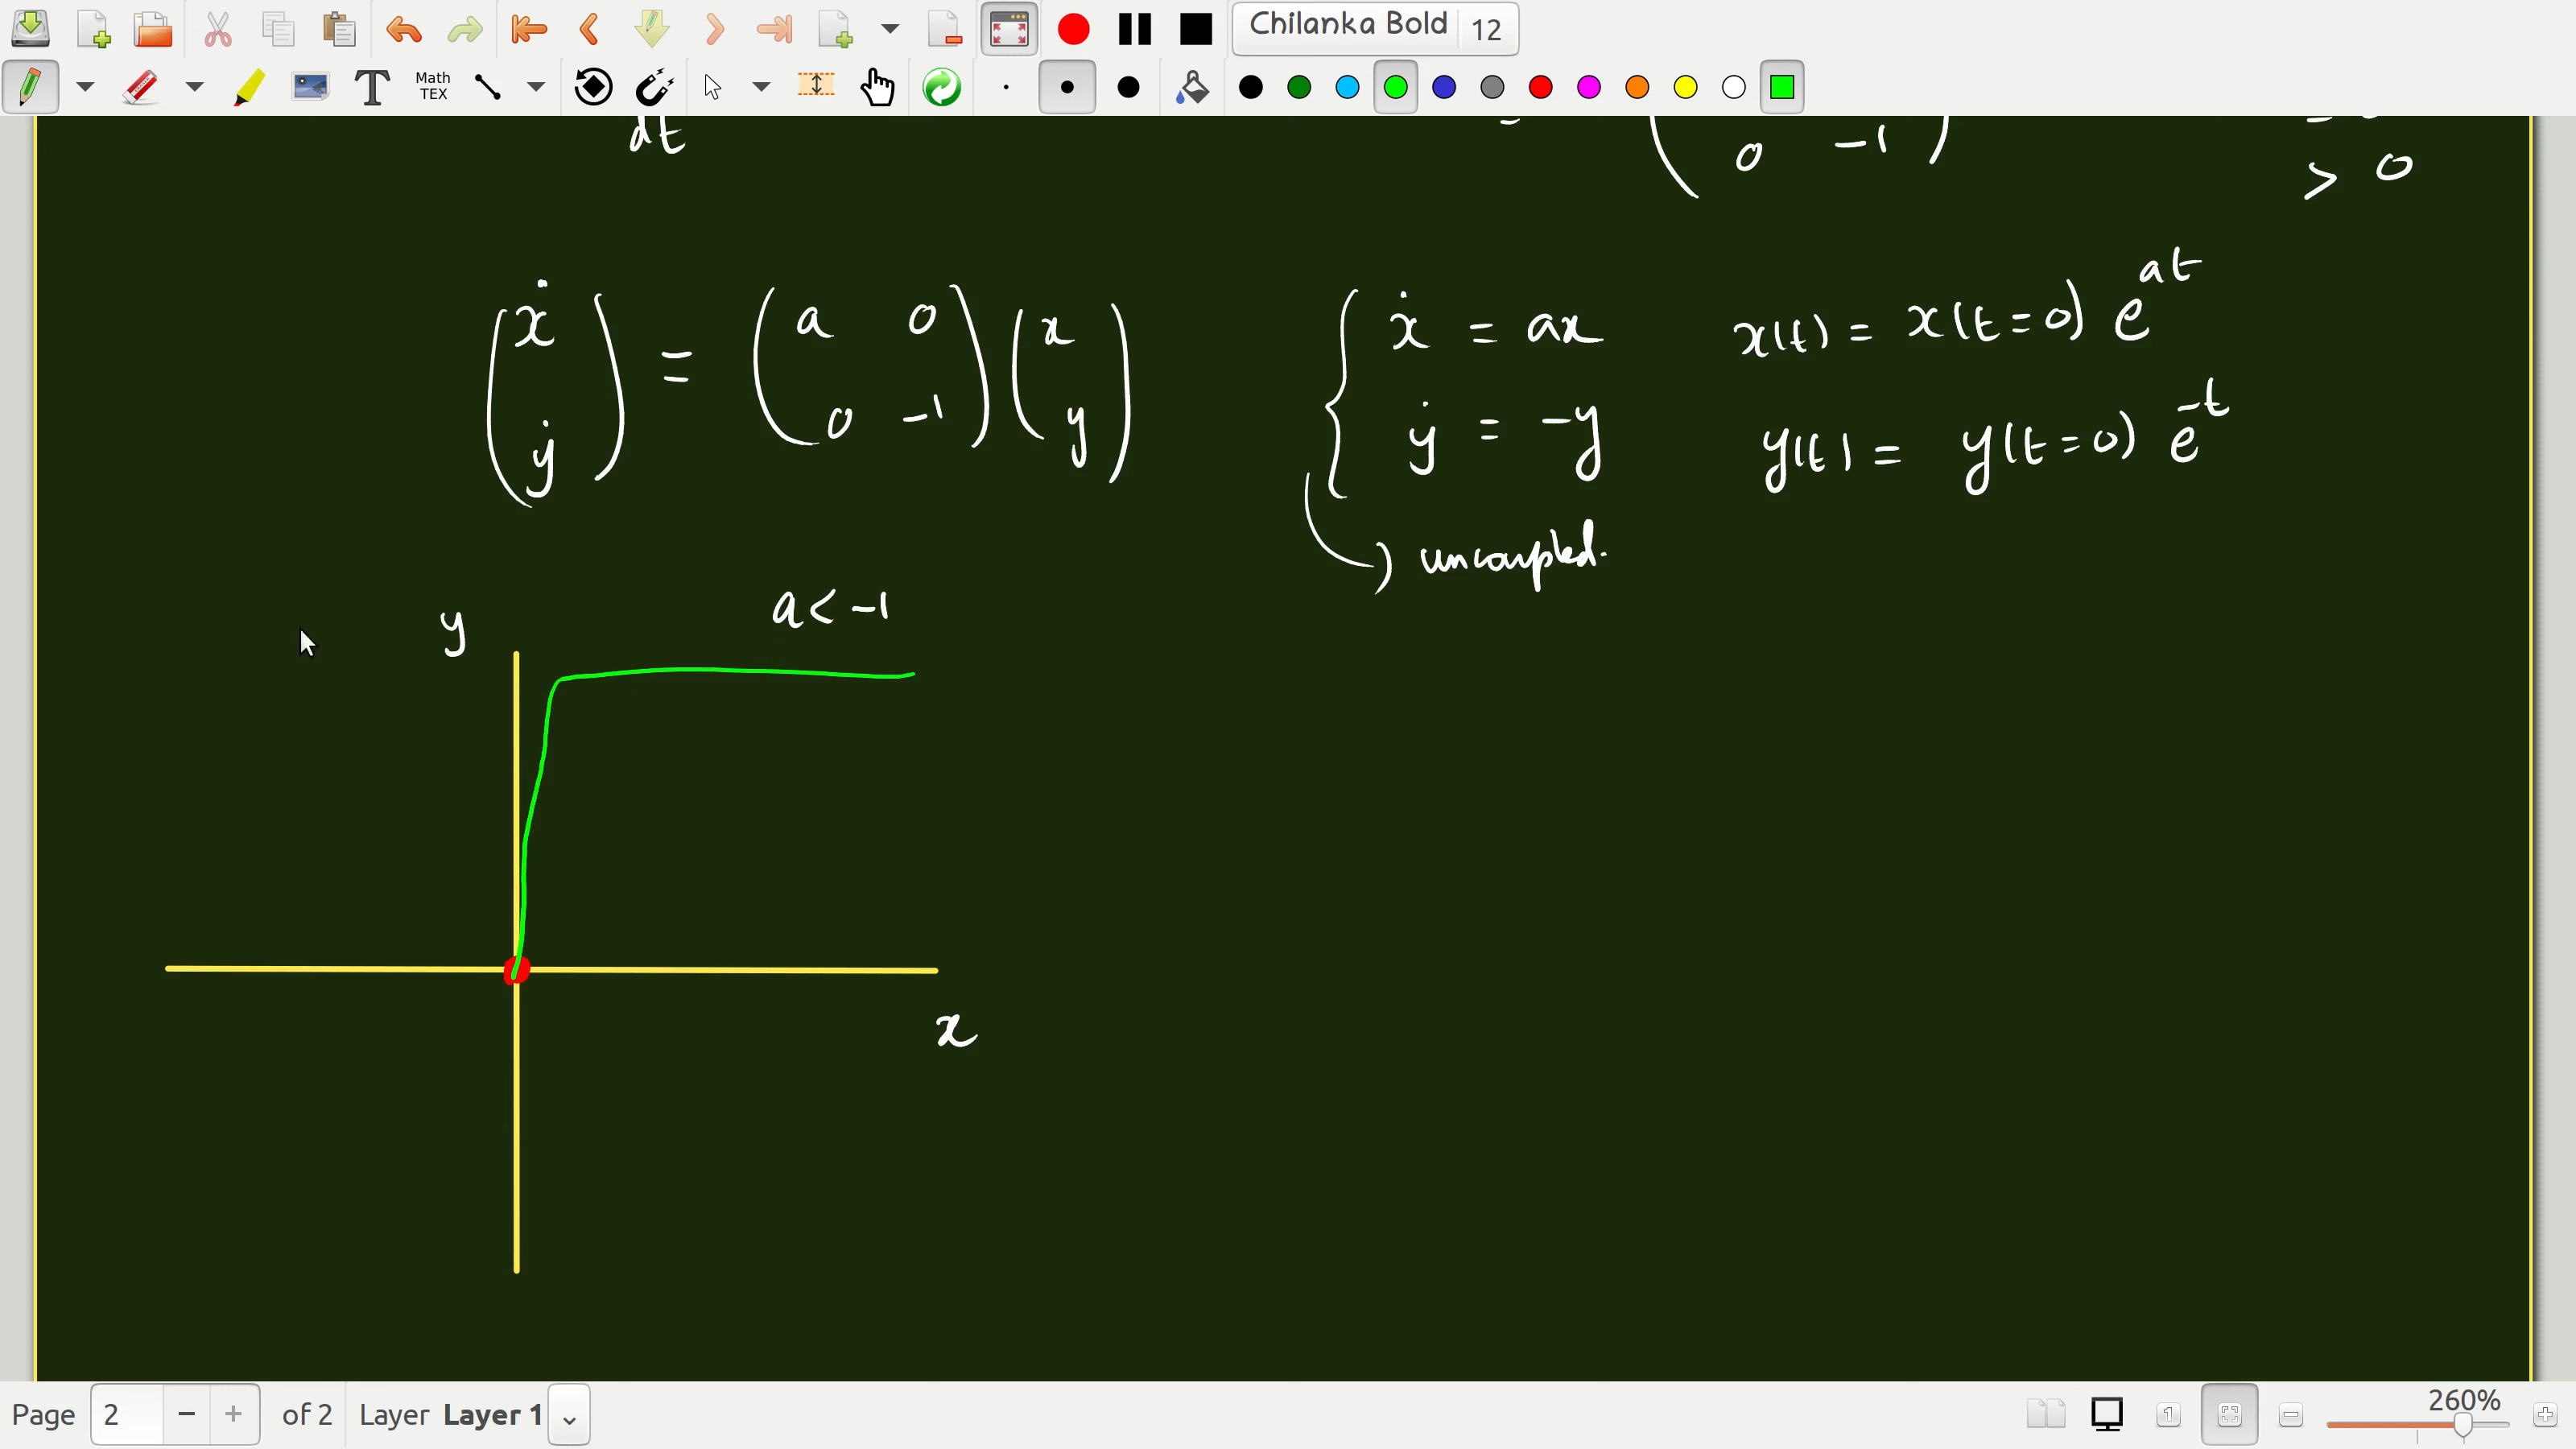 Chilanka Bold 12
Math
TEX
dt = 0 -1 > 0
( ẋ ẏ ) = ( a 0 0 -1 ) ( x y )
{ ẋ = ax x(t) = x(t=0) e^{at}
ẏ = -y y(t) = y(t=0) e^{-t}
uncoupled.
y
a < -1
x
Page 2 of 2 Layer Layer 1 1 260%